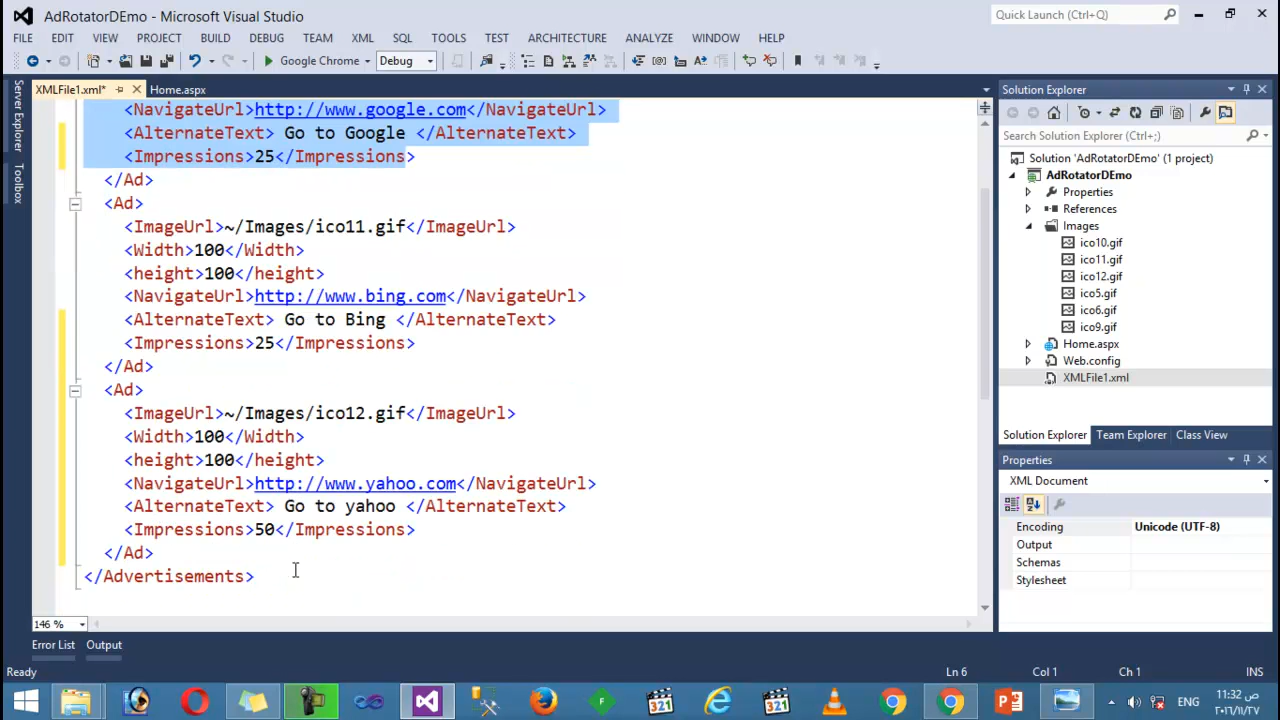 AdRotatorDEmo - Microsoft Visual Studio
Quick Launch (Ctrl+Q)
FILE EDIT VIEW PROJECT BUILD DEBUG TEAM XML SQL TOOLS TEST ARCHITECTURE ANALYZE WINDOW HELP
Google Chrome Debug
Server Explorer
Toolbox
XMLFile1.xml* Home.aspx
<NavigateUrl>http://www.google.com</NavigateUrl>
<AlternateText> Go to Google </AlternateText>
<Impressions>25</Impressions>
</Ad>
<Ad>
<ImageUrl>~/Images/ico11.gif</ImageUrl>
<Width>100</Width>
<height>100</height>
<NavigateUrl>http://www.bing.com</NavigateUrl>
<AlternateText> Go to Bing </AlternateText>
<Impressions>25</Impressions>
</Ad>
<Ad>
<ImageUrl>~/Images/ico12.gif</ImageUrl>
<Width>100</Width>
<height>100</height>
<NavigateUrl>http://www.yahoo.com</NavigateUrl>
<AlternateText> Go to yahoo </AlternateText>
<Impressions>50</Impressions>
</Ad>
</Advertisements>
146 %
Solution Explorer
Search Solution Explorer (Ctrl+;)
Solution 'AdRotatorDEmo' (1 project)
AdRotatorDEmo
Properties
References
Images
ico10.gif
ico11.gif
ico12.gif
ico5.gif
ico6.gif
ico9.gif
Home.aspx
Web.config
XMLFile1.xml
Solution Explorer Team Explorer Class View
Properties
XML Document
Encoding Unicode (UTF-8)
Output
Schemas
Stylesheet
Error List Output
Ready Ln 6 Col 1 Ch 1 INS
321
321
ENG
11:32 ص
٢٠١٦/١١/٢٧